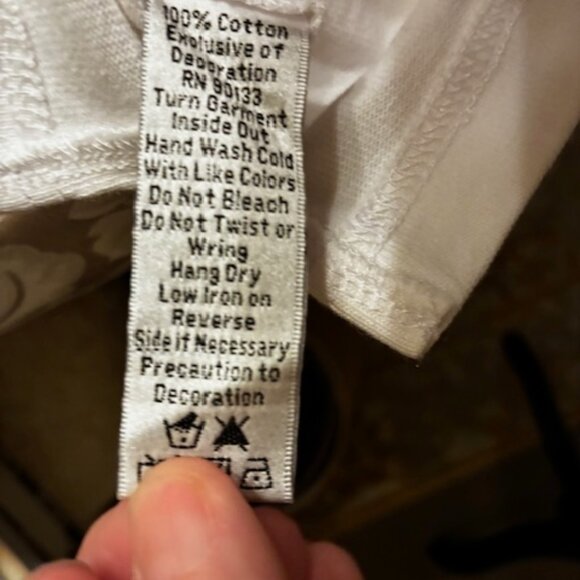 100% Cotton
Exclusive of
Decoration
RN 90133
Turn Garment
Inside Out
Hand Wash Cold
With Like Colors
Do Not Bleach
Do Not Twist or
Wring
Hang Dry
Low Iron on
Reverse
Side if Necessary
Precaution to
Decoration